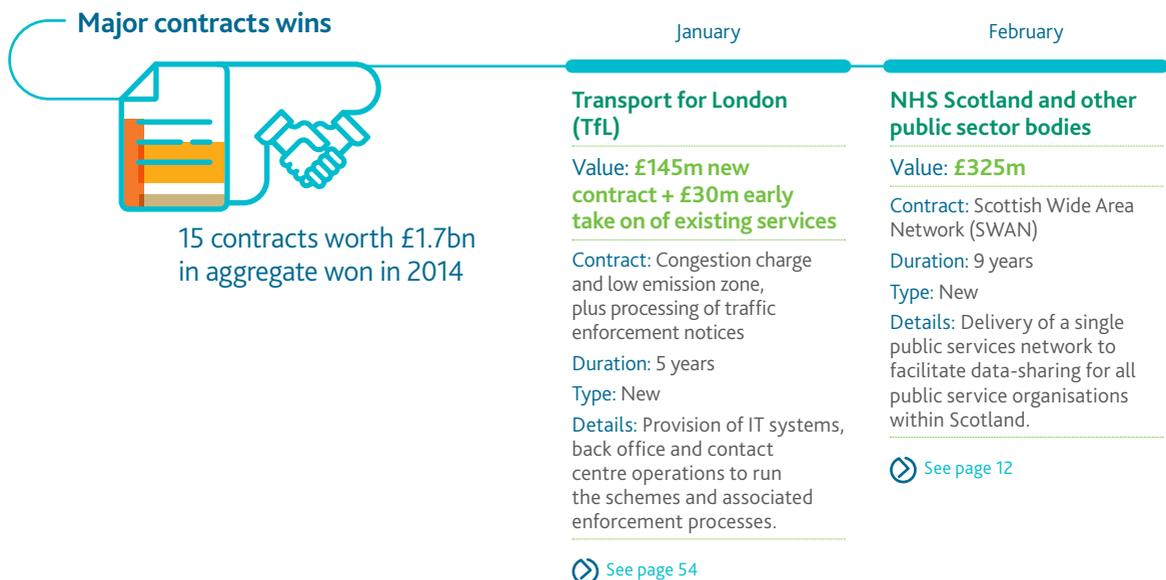 Major contracts wins
15 contracts worth £1.7bn
in aggregate won in 2014
January
Transport for London
(TfL)
Value: £145m new
contract + £30m early
take on of existing services
Contract: Congestion charge
and low emission zone,
plus processing of traffic
enforcement notices
Duration: 5 years
Type: New
Details: Provision of IT systems,
back office and contact
centre operations to run
the schemes and associated
enforcement processes.
See page 54
February
NHS Scotland and other
public sector bodies
Value: £325m
Contract: Scottish Wide Area
Network (SWAN)
Duration: 9 years
Type: New
Details: Delivery of a single
public services network to
facilitate data-sharing for all
public service organisations
within Scotland.
See page 12